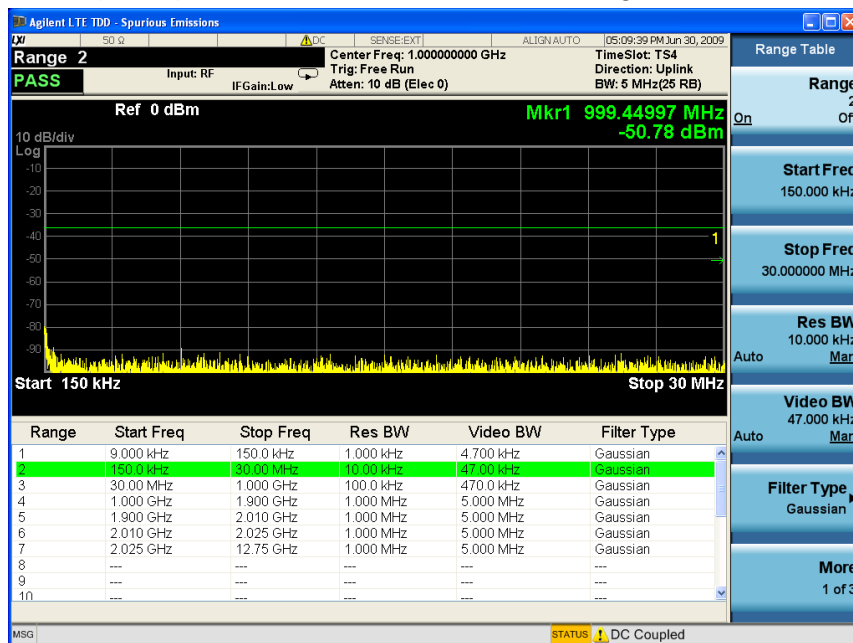 Agilent LTE TDD - Spurious Emissions
LXI 50 Ω DC SENSE:EXT ALIGN AUTO 05:09:39 PM Jun 30, 2009
Range 2 Center Freq: 1.000000000 GHz TimeSlot: TS4
PASS Input: RF IFGain:Low Trig: Free Run Direction: Uplink
Atten: 10 dB (Elec 0) BW: 5 MHz(25 RB)
Ref 0 dBm Mkr1 999.44997 MHz
-50.78 dBm
10 dB/div
Log
-10
-20
-30
-40
1
-50
-60
-70
-80
-90
Start 150 kHz Stop 30 MHz
Range Start Freq Stop Freq Res BW Video BW Filter Type
1 9.000 kHz 150.0 kHz 1.000 kHz 4.700 kHz Gaussian
2 150.0 kHz 30.00 MHz 10.00 kHz 47.00 kHz Gaussian
3 30.00 MHz 1.000 GHz 100.0 kHz 470.0 kHz Gaussian
4 1.000 GHz 1.900 GHz 1.000 MHz 5.000 MHz Gaussian
5 1.900 GHz 2.010 GHz 1.000 MHz 5.000 MHz Gaussian
6 2.010 GHz 2.025 GHz 1.000 MHz 5.000 MHz Gaussian
7 2.025 GHz 12.75 GHz 1.000 MHz 5.000 MHz Gaussian
8 --- --- --- --- ---
9 --- --- --- --- ---
10 --- --- --- --- ---
MSG STATUS DC Coupled
Range Table
Range
2
On Of
Start Freq
150.000 kHz
Stop Freq
30.000000 MHz
Res BW
10.000 kHz
Auto Man
Video BW
47.000 kHz
Auto Man
Filter Type
Gaussian
More
1 of 3